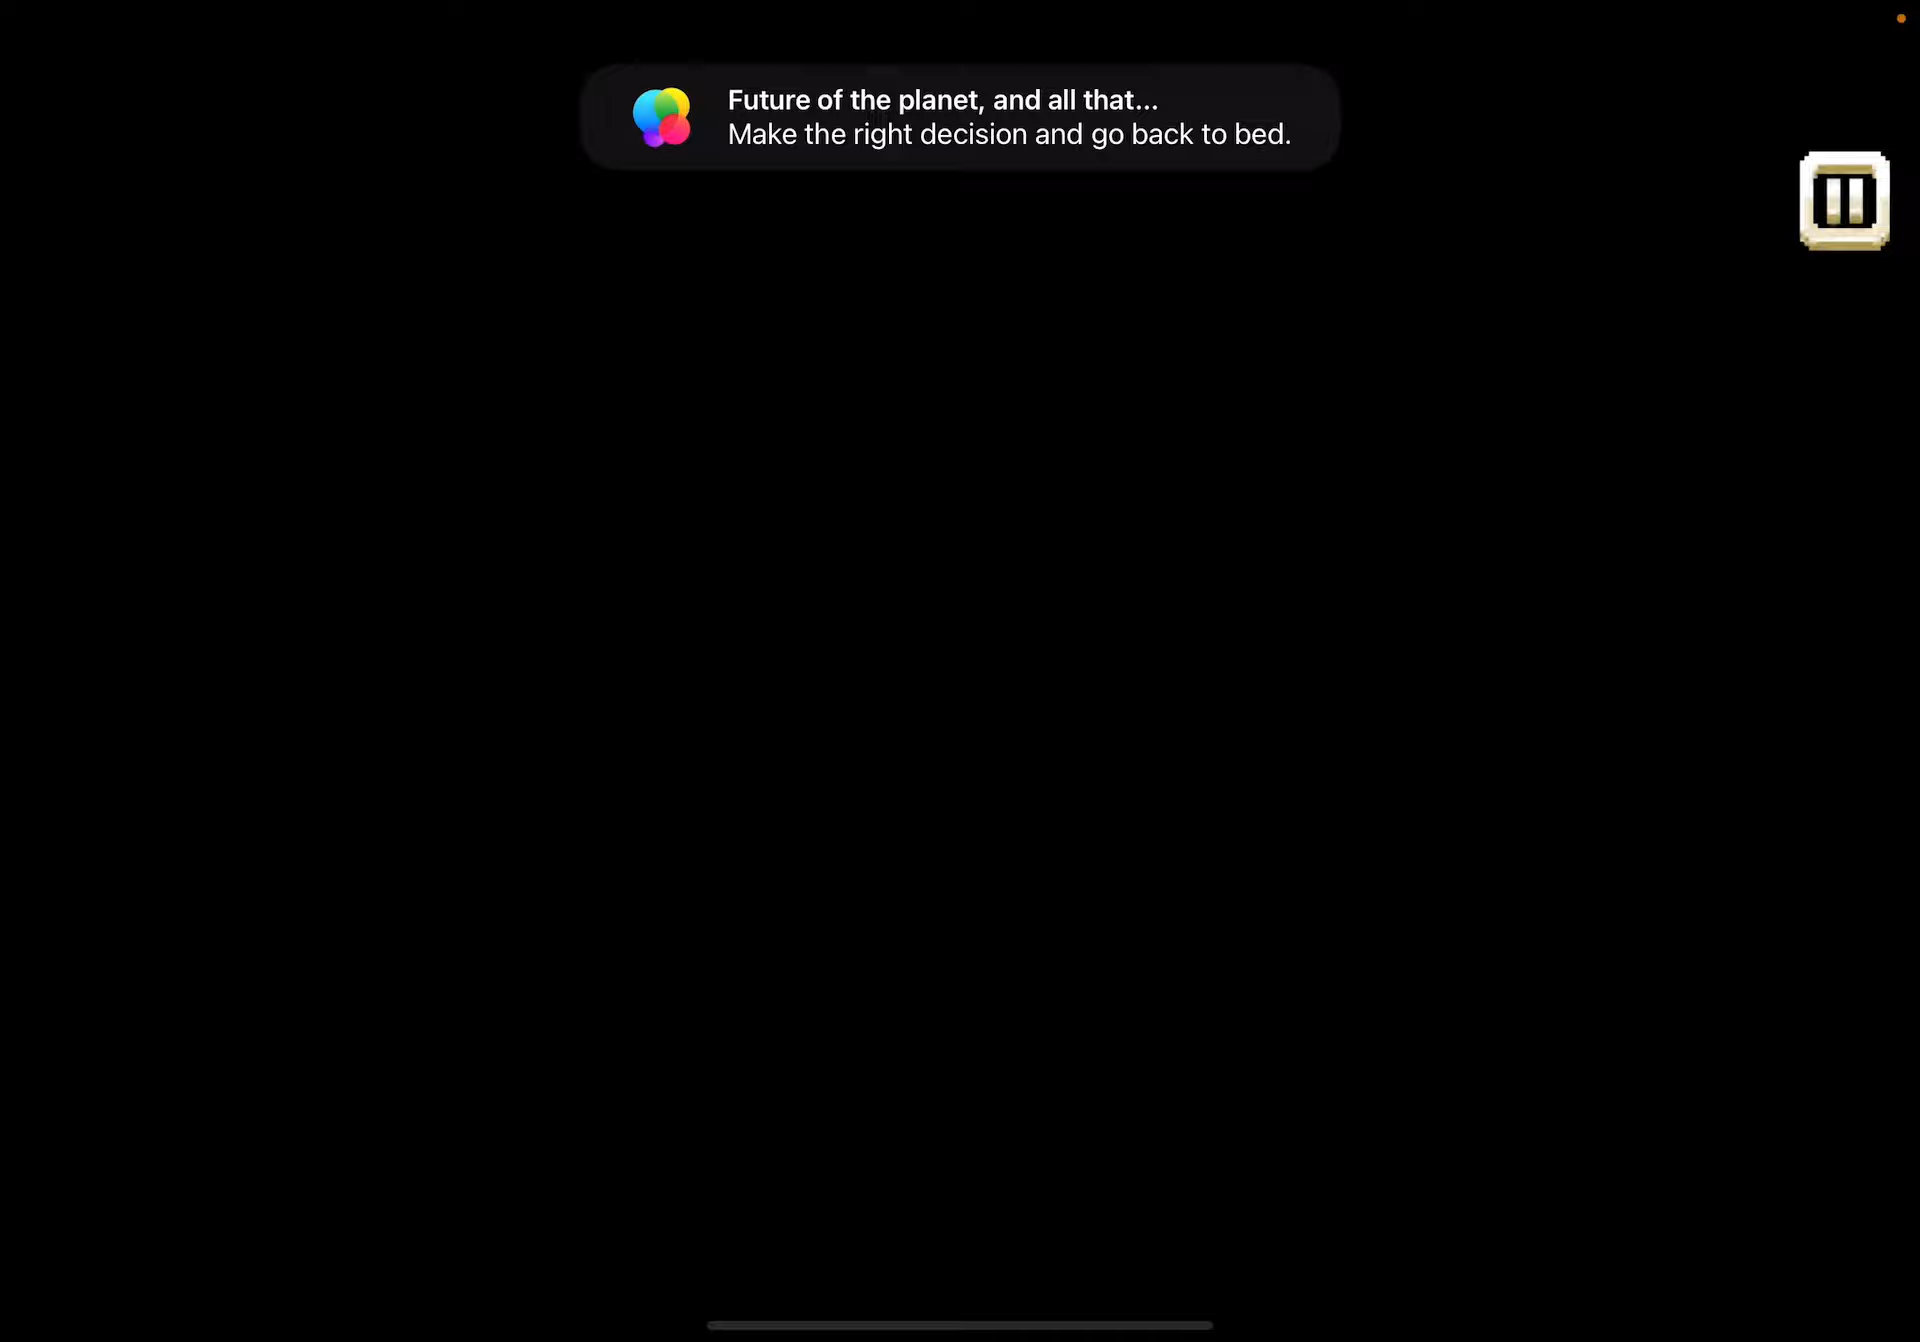 Future of the planet, and all that...
Make the right decision and go back to bed.